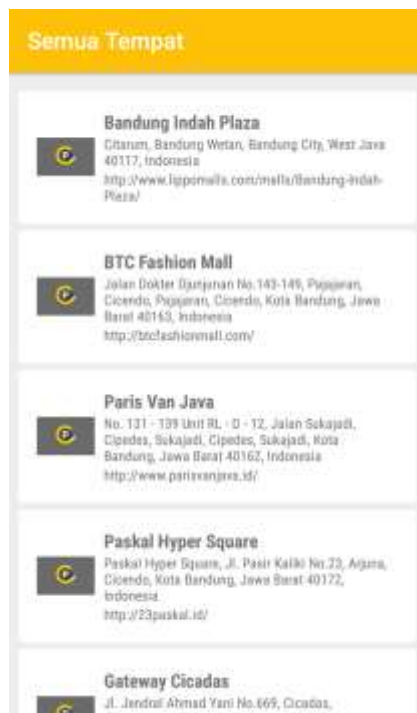 Semua Tempat
Bandung Indah Plaza
Citarum, Bandung Wetan, Bandung City, West Java
40117, Indonesia
http://www.lippomalls.com/malls/Bandung-Indah-
Plaza/
BTC Fashion Mall
Jalan Dokter Djunjunan No.143-149, Pajajaran,
Cicendo, Pajajaran, Cicendo, Kota Bandung, Jawa
Barat 40163, Indonesia
http://btcfashionmall.com/
Paris Van Java
No. 131 - 139 Unit RL - D - 12, Jalan Sukajadi,
Cipedes, Sukajadi, Cipedes, Sukajadi, Kota
Bandung, Jawa Barat 40162, Indonesia
http://www.parisvanjava.id/
Paskal Hyper Square
Paskal Hyper Square, Jl. Pasir Kaliki No.23, Arjuna,
Cicendo, Kota Bandung, Jawa Barat 40172,
Indonesia
http://23paskal.id/
Gateway Cicadas
Jl. Jendral Ahmad Yani No.669, Cicadas,